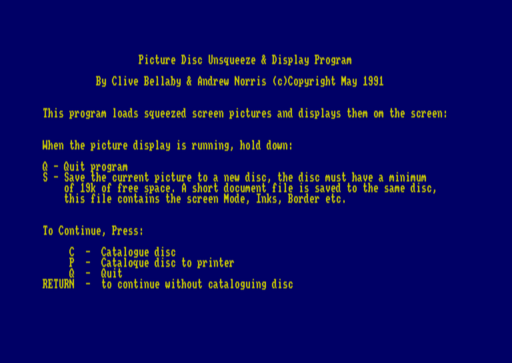 Picture Disc Unsqueeze & Display Program
By Clive Bellaby & Andrew Norris (c)Copyright May 1991
This program loads squeezed screen pictures and displays them om the screen:
When the picture display is running, hold down:
Q - Quit program
S - Save the current picture to a new disc, the disc must have a minimum
of 19k of free space. A short document file is saved to the same disc,
this file contains the screen Mode, Inks, Border etc.
To Continue, Press:
C - Catalogue disc
P - Catalogue disc to printer
Q - Quit
RETURN - to continue without cataloguing disc